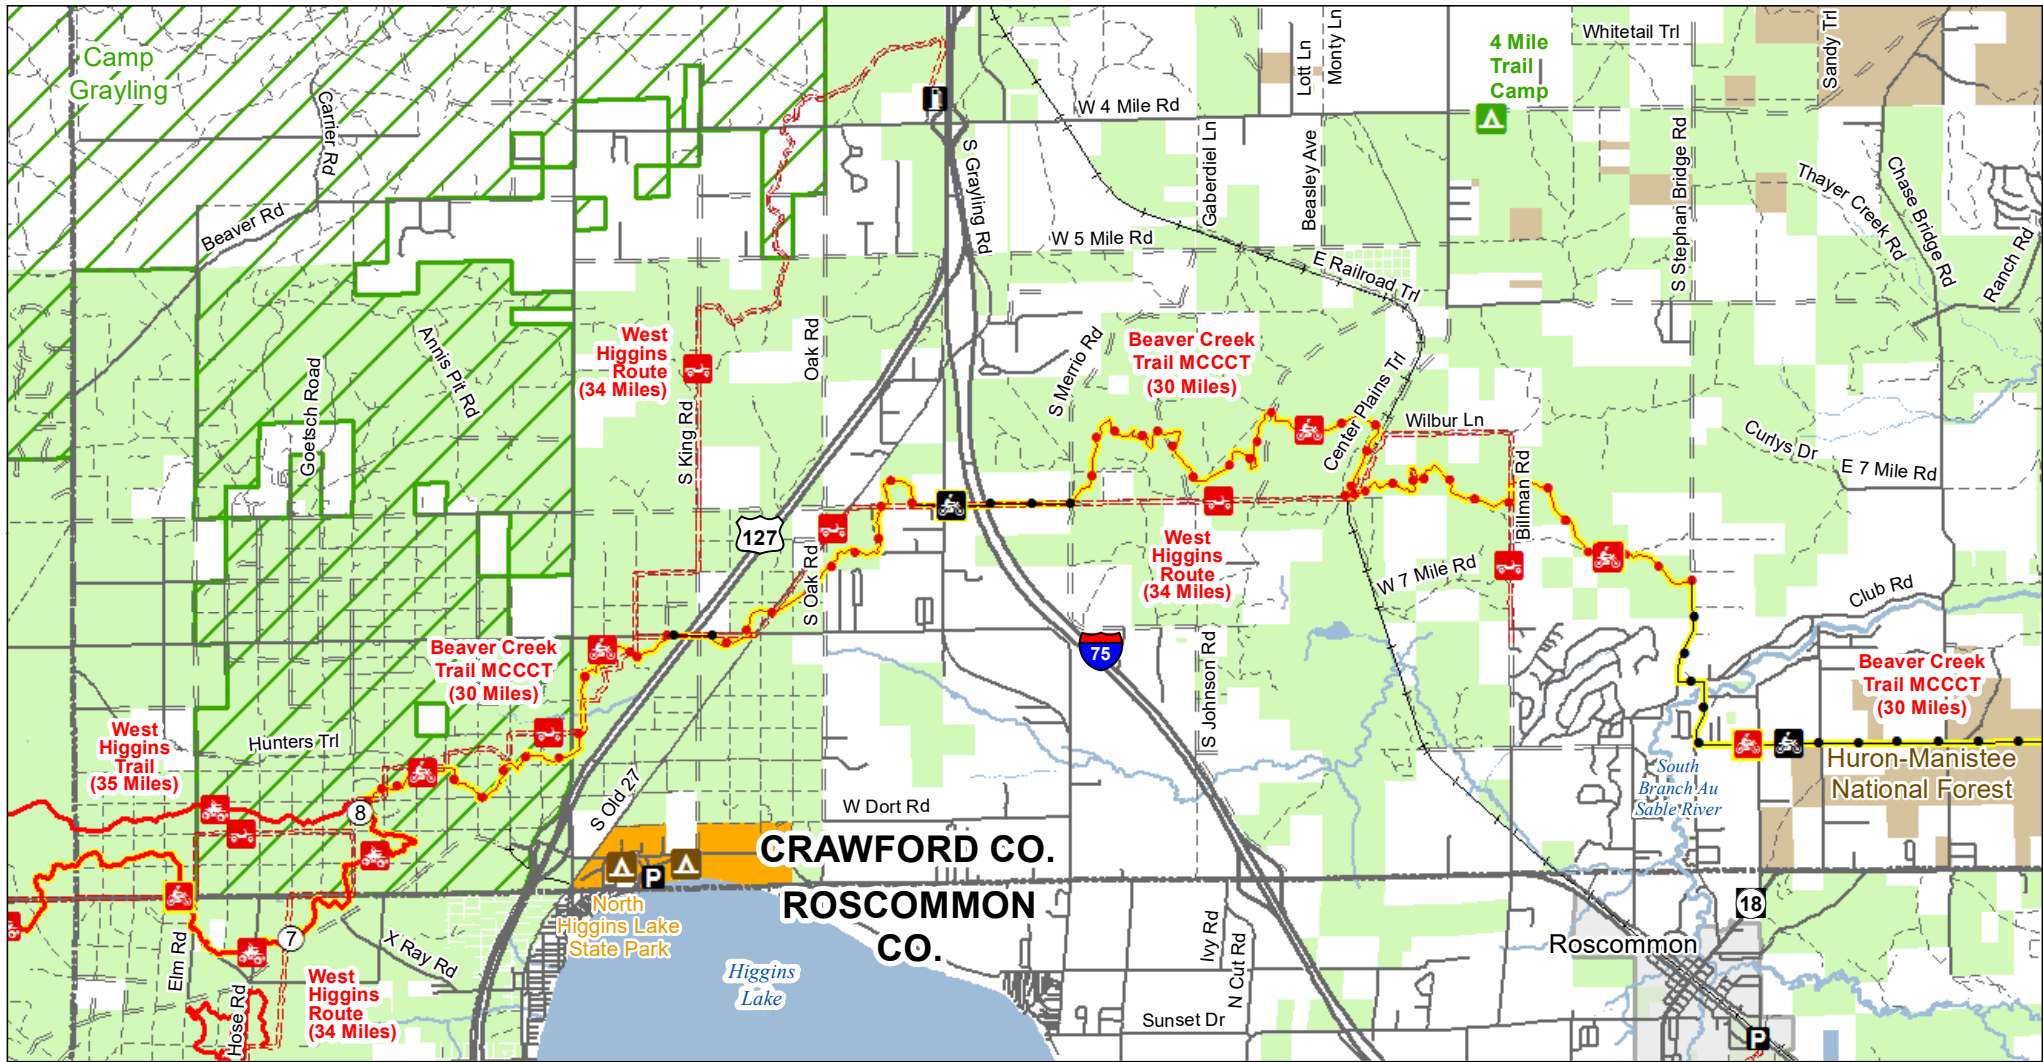 Camp
Grayling
Carrier Rd
Beaver Rd
4 Mile
Trail
Camp
Whitetail Trl
Sandy Trl
Lott Ln
Monty Ln
W 4 Mile Rd
S Grayling Rd
Gaberdiel Ln
Beasley Ave
S Stephan Bridge Rd
Thayer Creek Rd
Chase Bridge Rd
Ranch Rd
W 5 Mile Rd
E Railroad Trl
Annis Pit Rd
Goetsch Road
West
Higgins
Route
(34 Miles)
Oak Rd
S King Rd
S Merrio Rd
Beaver Creek
Trail MCCCT
(30 Miles)
Center Plains Trl
Wilbur Ln
Curlys Dr
E 7 Mile Rd
Billman Rd
127
S Oak Rd
West
Higgins
Route
(34 Miles)
W 7 Mile Rd
Club Rd
75
S Johnson Rd
Beaver Creek
Trail MCCCT
(30 Miles)
Beaver Creek
Trail MCCCT
(30 Miles)
West
Higgins
Trail
(35 Miles)
Hunters Trl
8
S Old 27
W Dort Rd
South
Branch Au
Sable River
Huron-Manistee
National Forest
CRAWFORD CO.
ROSCOMMON
CO.
P
North
Higgins Lake
State Park
Higgins
Lake
18
Roscommon
7
X Ray Rd
Elm Rd
Hose Rd
West
Higgins
Route
(34 Miles)
Ivy Rd
N Cut Rd
Sunset Dr
P